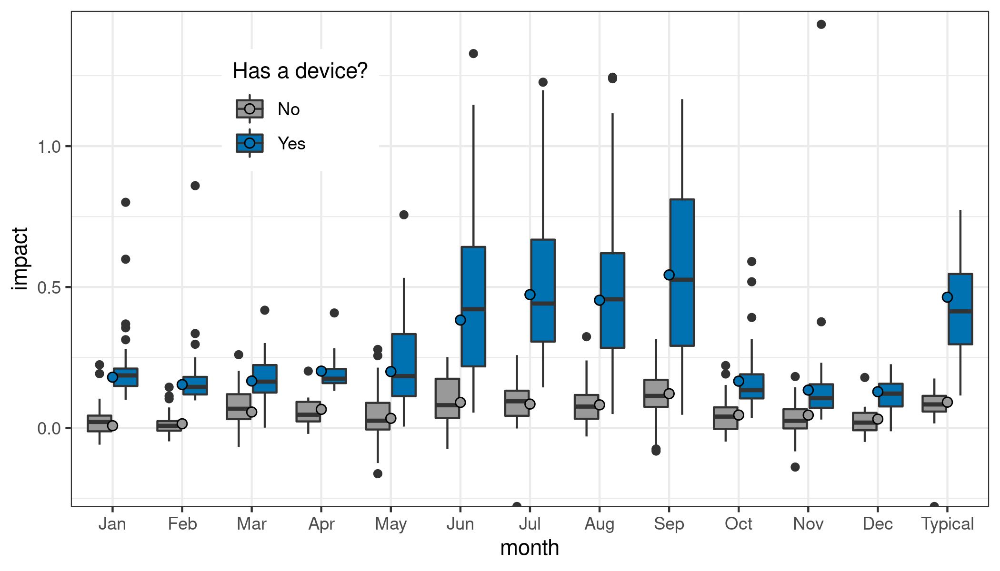 Has a device?
No
Yes
1.0
0.5
0.0
impact
Jan Feb Mar Apr May Jun Jul Aug Sep Oct Nov Dec Typical
month